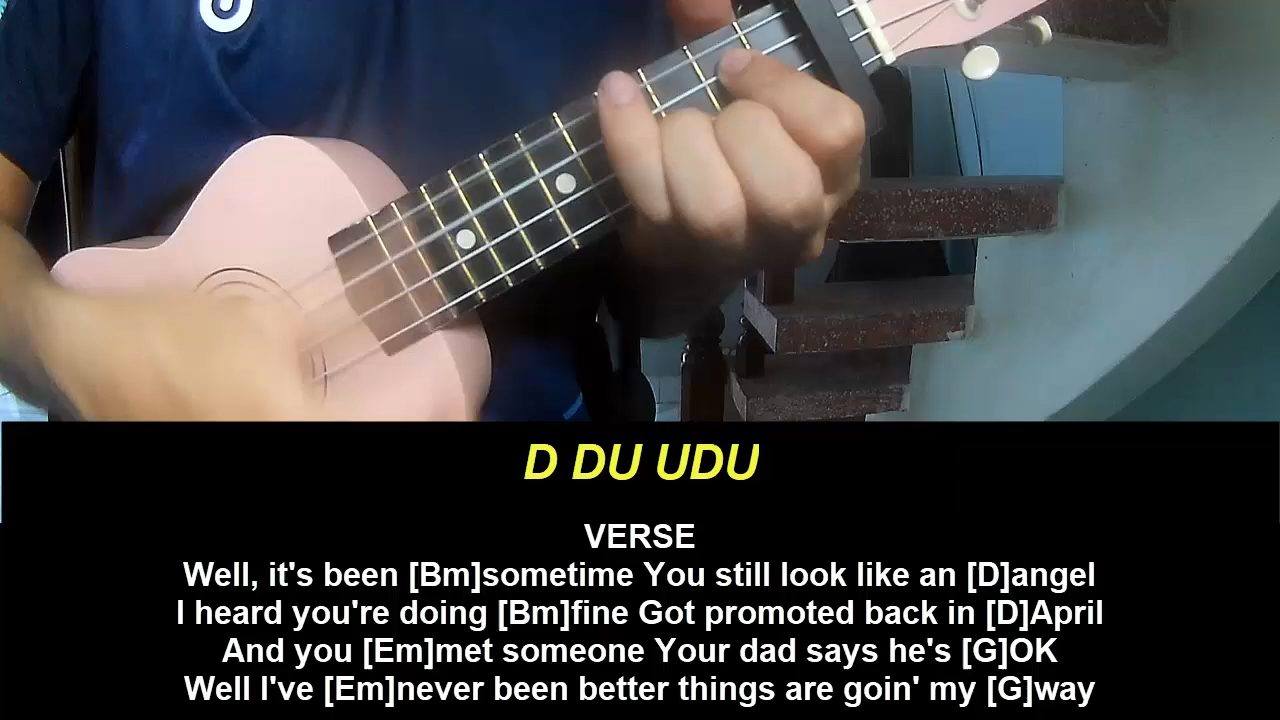 D DU UDU
VERSE
Well, it's been [Bm]sometime You still look like an [D]angel
I heard you're doing [Bm]fine Got promoted back in [D]April
And you [Em]met someone Your dad says he's [G]OK
Well I've [Em]never been better things are goin' my [G]way